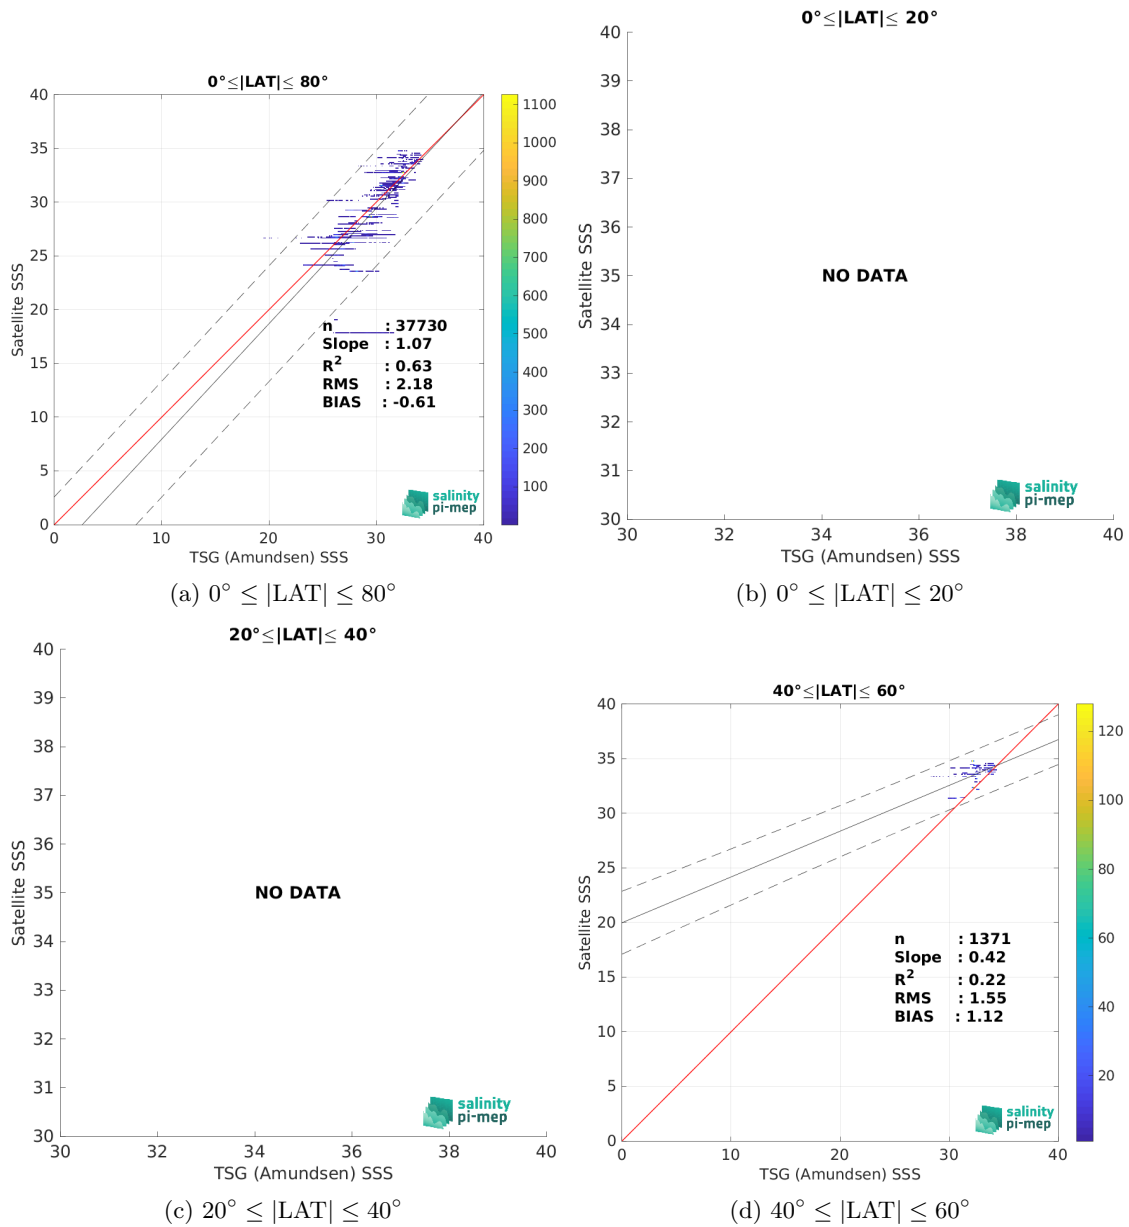 0°≤|LAT|≤ 80°
40
35
30
25
20
15
10
5
0
Satellite SSS
0
10
20
30
40
TSG (Amundsen) SSS
n : 37730
Slope : 1.07
R2 : 0.63
RMS : 2.18
BIAS : -0.61
salinity
pi-mep
1100
1000
900
800
700
600
500
400
300
200
100
(a) 0° ≤ |LAT| ≤ 80°
0°≤|LAT|≤ 20°
40
39
38
37
36
35
34
33
32
31
30
Satellite SSS
NO DATA
salinity
pi-mep
30
32
34
36
38
40
TSG (Amundsen) SSS
(b) 0° ≤ |LAT| ≤ 20°
20°≤|LAT|≤ 40°
40
39
38
37
36
35
34
33
32
31
30
Satellite SSS
NO DATA
salinity
pi-mep
30
32
34
36
38
40
TSG (Amundsen) SSS
(c) 20° ≤ |LAT| ≤ 40°
40°≤|LAT|≤ 60°
40
35
30
25
20
15
10
5
0
Satellite SSS
n : 1371
Slope : 0.42
R2 : 0.22
RMS : 1.55
BIAS : 1.12
salinity
pi-mep
0
10
20
30
40
TSG (Amundsen) SSS
120
100
80
60
40
20
(d) 40° ≤ |LAT| ≤ 60°